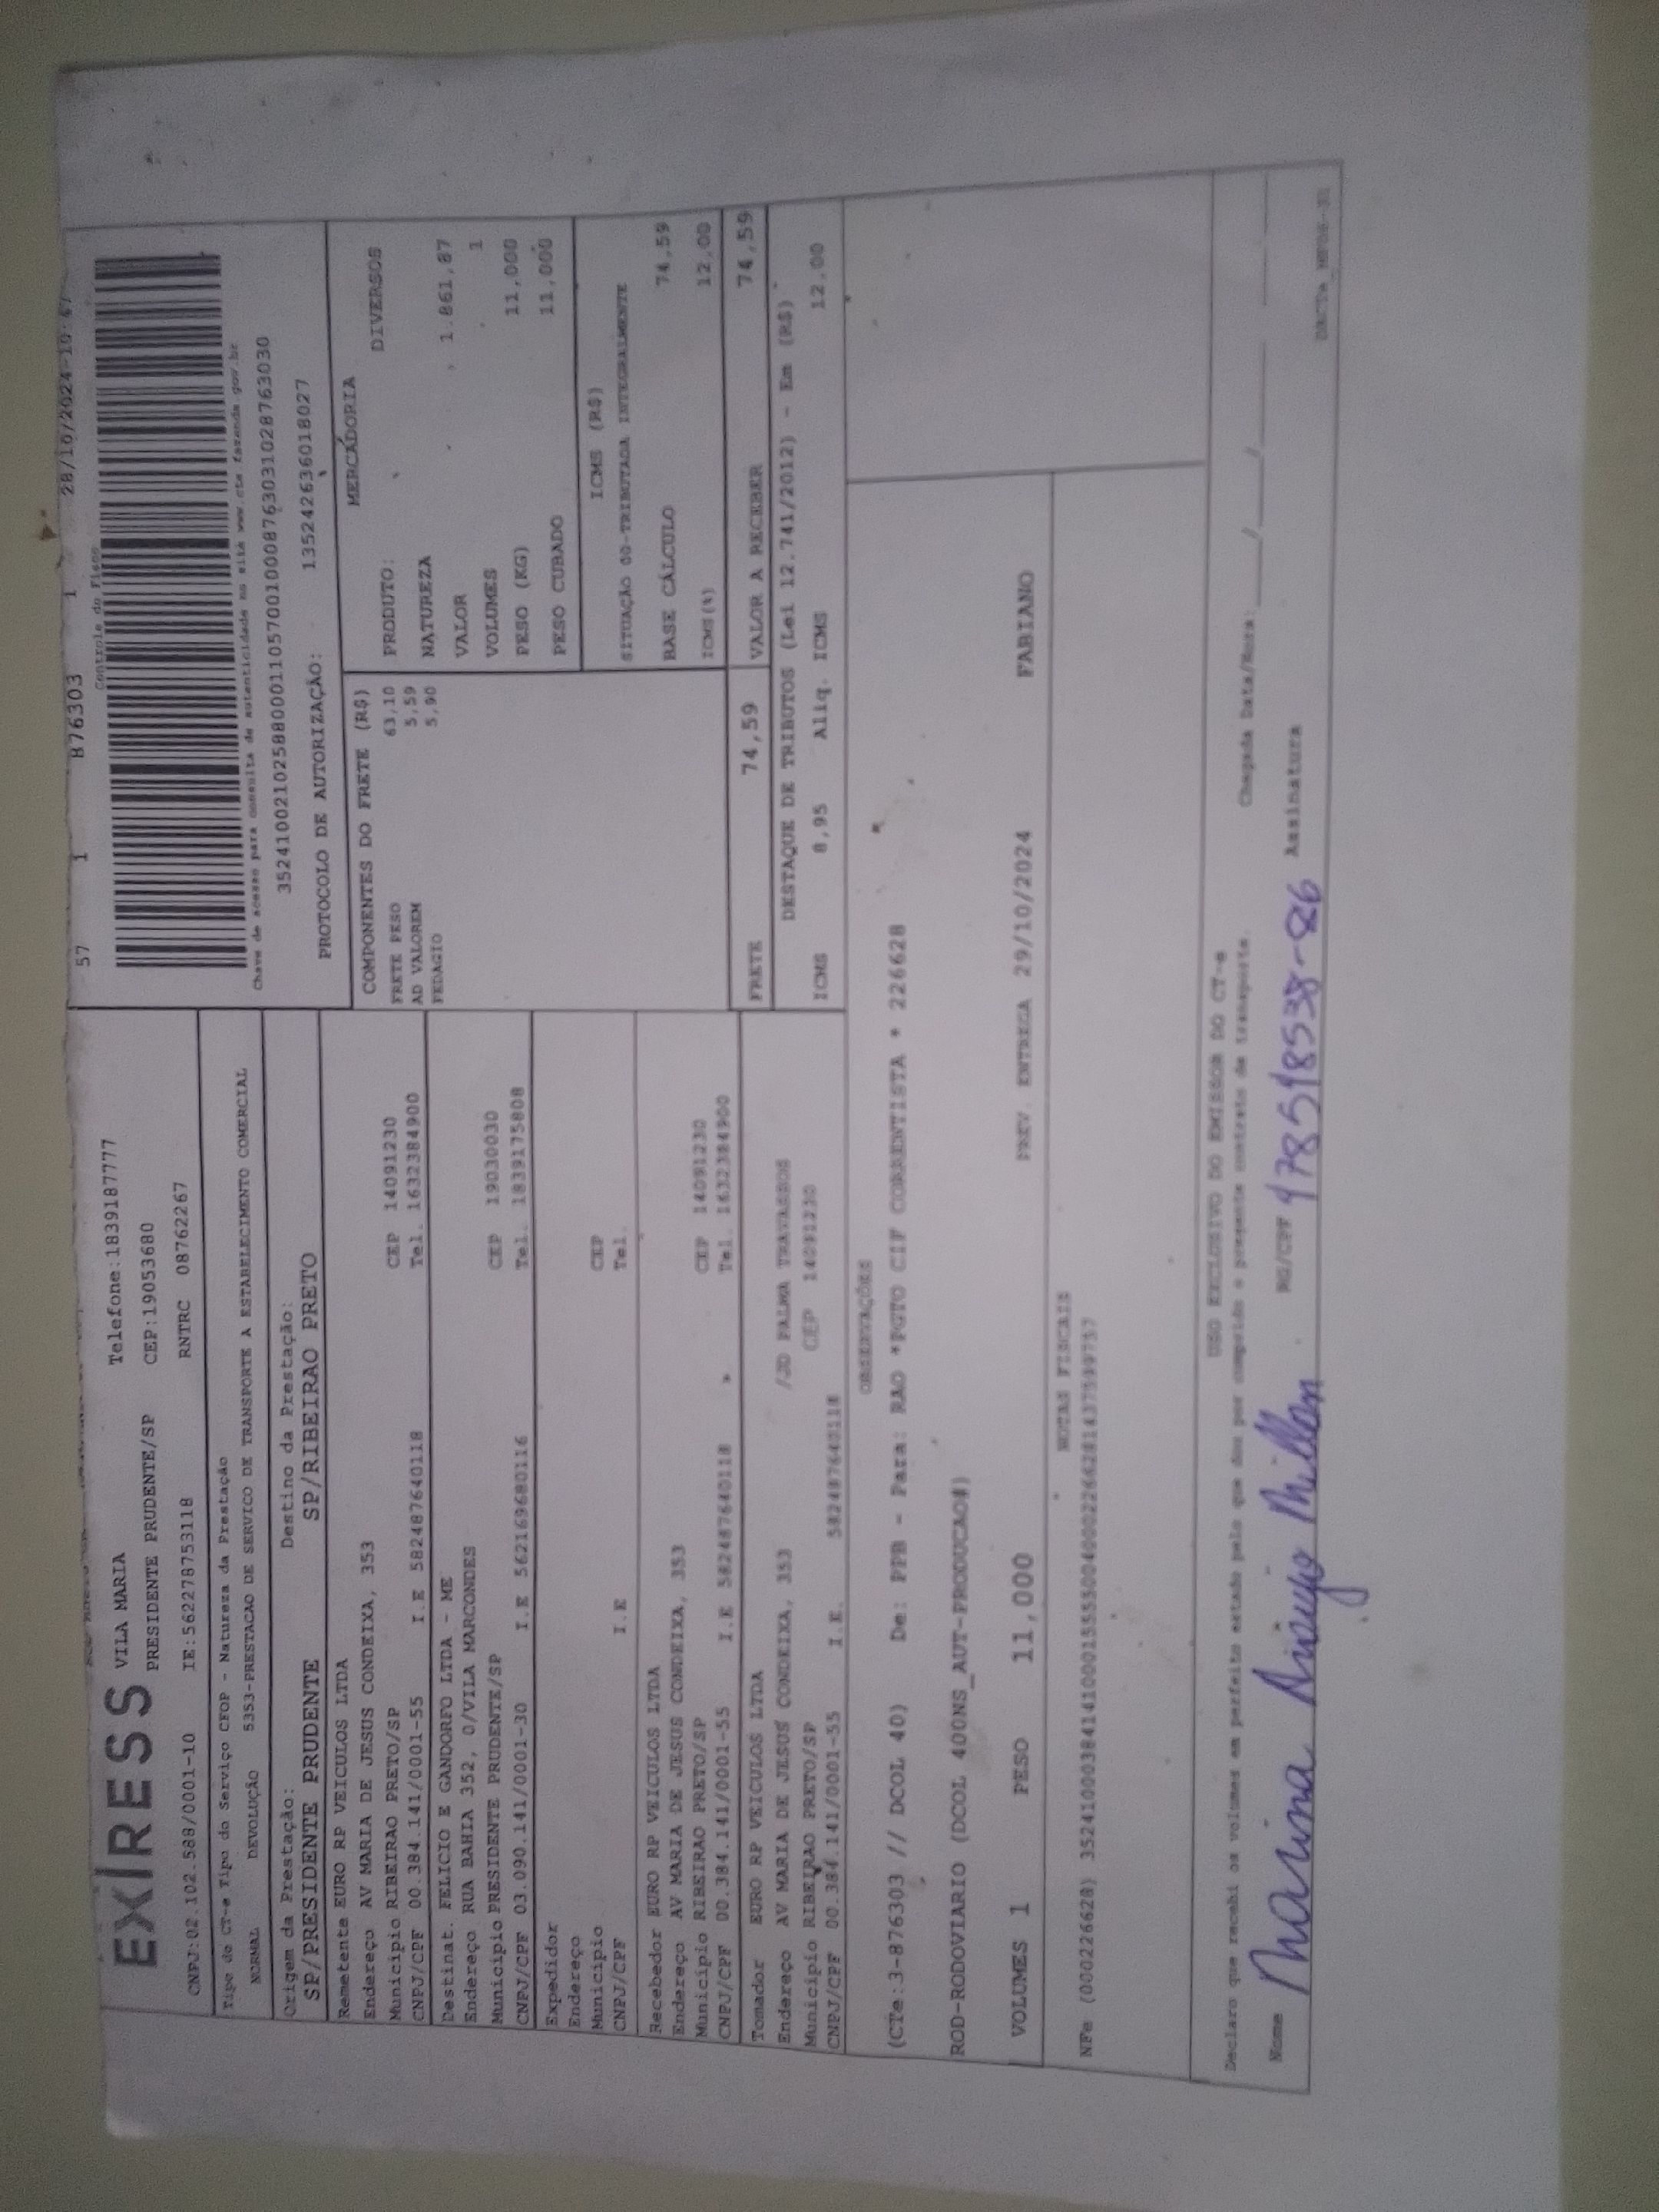 57 1 876303 1 28/10/2024-10:47
Controle do Fisco
EX/RESS
VILA MARIA Telefone:1839187777
PRESIDENTE PRUDENTE/SP CEP:19053680
CNPJ:02.102.588/0001-10 IE:562278753118 RNTRC 08762267
Chave de acesso para consulta de autenticidade no site www.cte.fazenda.gov.br
35241002102588000110570010008763031028763030
PROTOCOLO DE AUTORIZAÇÃO: 135242636018027
Tipo de CT-e Tipo do Serviço CFOP - Natureza da Prestação
NORMAL DEVOLUÇÃO 5353-PRESTACAO DE SERVICO DE TRANSPORTE A ESTABELECIMENTO COMERCIAL
Origem da Prestação: Destino da Prestação:
SP/PRESIDENTE PRUDENTE SP/RIBEIRAO PRETO
Remetente EURO RP VEICULOS LTDA
Endereço AV MARIA DE JESUS CONDEIXA, 353
Município RIBEIRAO PRETO/SP CEP 14091230
CNPJ/CPF 00.384.141/0001-55 I.E 582487640118 Tel. 1632384900
Destinat. FELICIO E GANDORFO LTDA - ME
Endereço RUA BAHIA 352, 0/VILA MARCONDES
Município PRESIDENTE PRUDENTE/SP CEP 19030030
CNPJ/CPF 03.090.141/0001-30 I.E 562169680116 Tel. 1839175808
Expedidor
Endereço
Município CEP
CNPJ/CPF I.E Tel.
Recebedor EURO RP VEICULOS LTDA
Endereço AV MARIA DE JESUS CONDEIXA, 353
Município RIBEIRAO PRETO/SP CEP 14091230
CNPJ/CPF 00.384.141/0001-55 I.E 582487640118 Tel. 1632384900
Tomador EURO RP VEICULOS LTDA
Endereço AV MARIA DE JESUS CONDEIXA, 353 /JD PALMA TRAVASSOS
Município RIBEIRAO PRETO/SP CEP 14091230
CNPJ/CPF 00.384.141/0001-55 I.E. 582487640118
COMPONENTES DO FRETE (R$)
FRETE PESO 63,10
AD VALOREM 5,59
PEDAGIO 5,90
MERCADORIA
PRODUTO: DIVERSOS
NATUREZA
VALOR 1.861,87
VOLUMES 1
PESO (KG) 11,000
PESO CUBADO 11,000
ICMS (R$)
SITUAÇÃO 00-TRIBUTADA INTEGRALMENTE
BASE CÁLCULO 74,59
ICMS(%) 12,00
FRETE 74,59 VALOR A RECEBER 74,59
DESTAQUE DE TRIBUTOS (Lei 12.741/2012) - Em (R$)
ICMS 8,95 Aliq. ICMS 12,00
OBSERVAÇÕES
(CTe:3-876303 // DCOL 40) De: PPB - Para: RAO *PGTO CIF CORRENTISTA * 226628
ROD-RODOVIARIO (DCOL 400NS_AUT-PRODUCAO#)
VOLUMES 1 PESO 11,000 PREV. ENTREGA 29/10/2024 FABIANO
NOTAS FISCAIS
NFe (000226628)
USO EXCLUSIVO DO EMISSOR DO CT-e
Declaro que recebi os volumes em perfeito estado pelo que dou por cumprido o presente contrato de transporte. Chegada Data/Hora: ___/___/___
Nome RG/CPF Assinatura